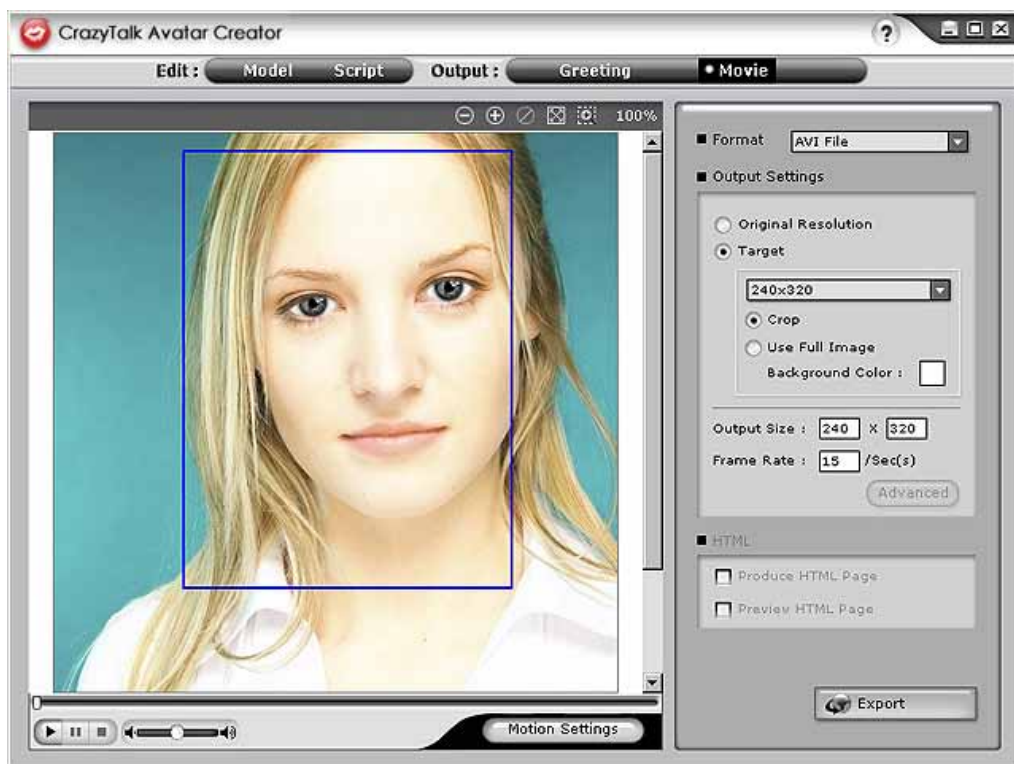 CrazyTalk Avatar Creator
?
Edit : Model Script Output : Greeting Movie
100%
Format AVI File
Output Settings
Original Resolution
Target
240x320
Crop
Use Full Image
Background Color :
Output Size : 240 X 320
Frame Rate : 15 /Sec(s)
Advanced
HTML
Produce HTML Page
Preview HTML Page
Export
Motion Settings